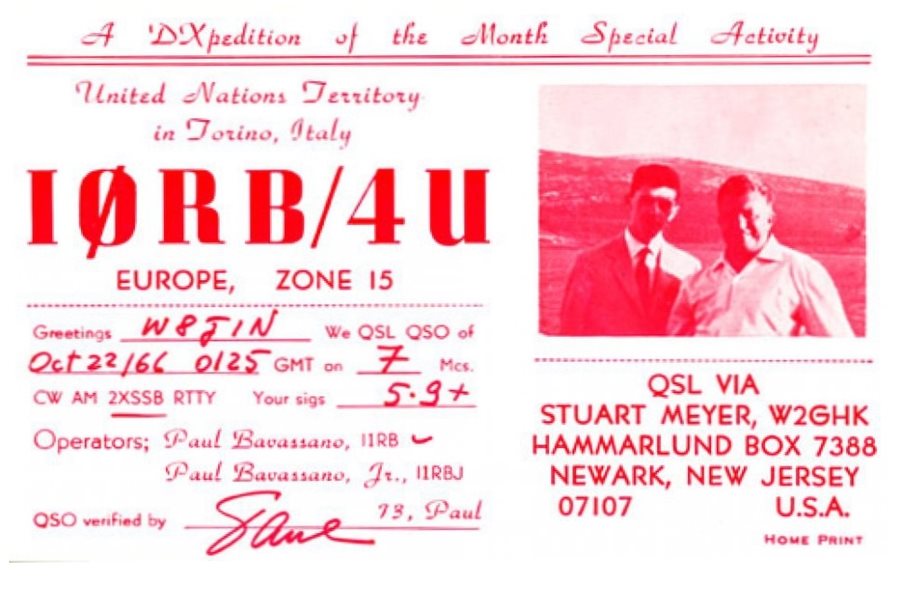 A DXpedition of the Month Special Activity
United Nations Territory
in Torino, Italy
IØRB/4U
EUROPE, ZONE 15
Greetings W8JIN We QSL QSO of
Oct 22/66 0125 GMT on 7 Mcs.
CW AM 2XSSB RTTY Your sigs 5·9+
Operators; Paul Bavassano, I1RB
Paul Bavassano, Jr., I1RBJ
73, Paul
QSO verified by
QSL VIA
STUART MEYER, W2GHK
HAMMARLUND BOX 7388
NEWARK, NEW JERSEY
07107 U.S.A.
HOME PRINT